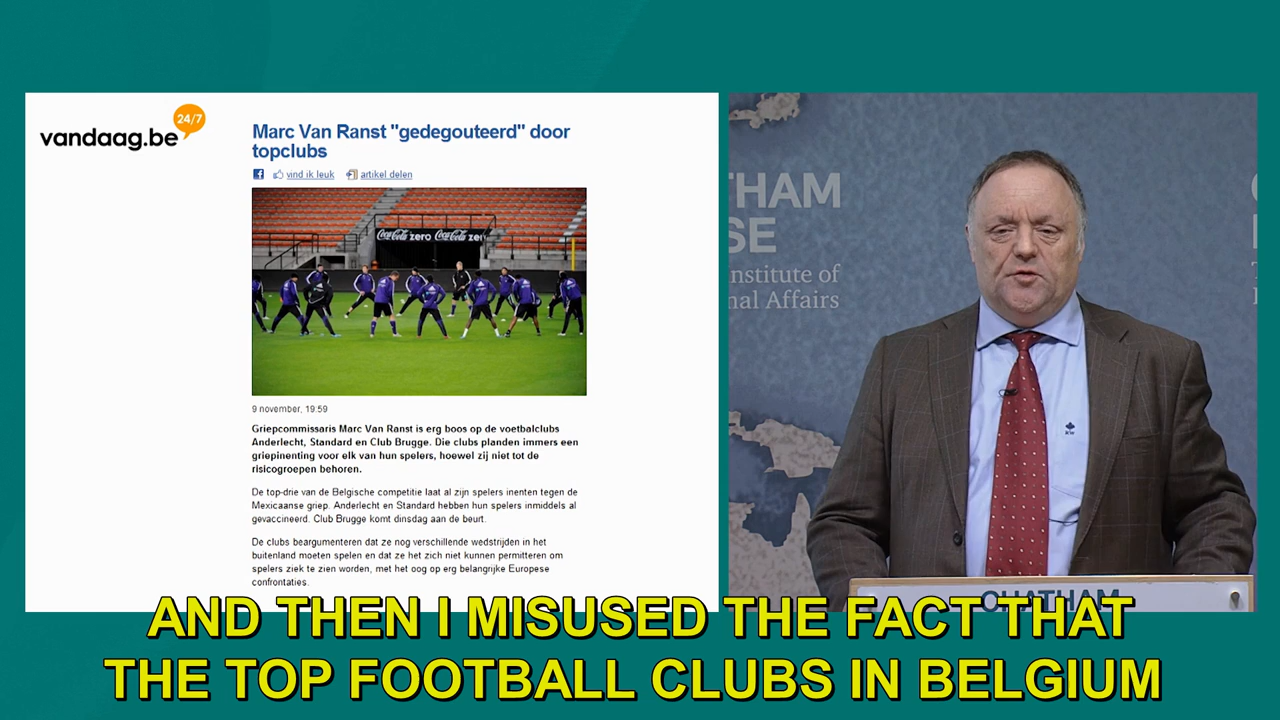 vandaag.be
24/7
Marc Van Ranst "gedegouteerd" door
topclubs
vind ik leuk
artikel delen
Coca-Cola zero Coca-Cola ze
9 november, 19:59
Griepcommissaris Marc Van Ranst is erg boos op de voetbalclubs
Anderlecht, Standard en Club Brugge. Die clubs planden immers een
griepinenting voor elk van hun spelers, hoewel zij niet tot de
risicogroepen behoren.
De top-drie van de Belgische competitie laat al zijn spelers inenten tegen de
Mexicaanse griep. Anderlecht en Standard hebben hun spelers inmiddels al
gevaccineerd. Club Brugge komt dinsdag aan de beurt.
De clubs beargumenteren dat ze nog verschillende wedstrijden in het
buitenland moeten spelen en dat ze het zich niet kunnen permitteren om
spelers ziek te zien worden, met het oog op erg belangrijke Europese
confrontaties.
THAM
SE
nstitute of
nal Affairs
CHATHAM
AND THEN I MISUSED THE FACT THAT
THE TOP FOOTBALL CLUBS IN BELGIUM